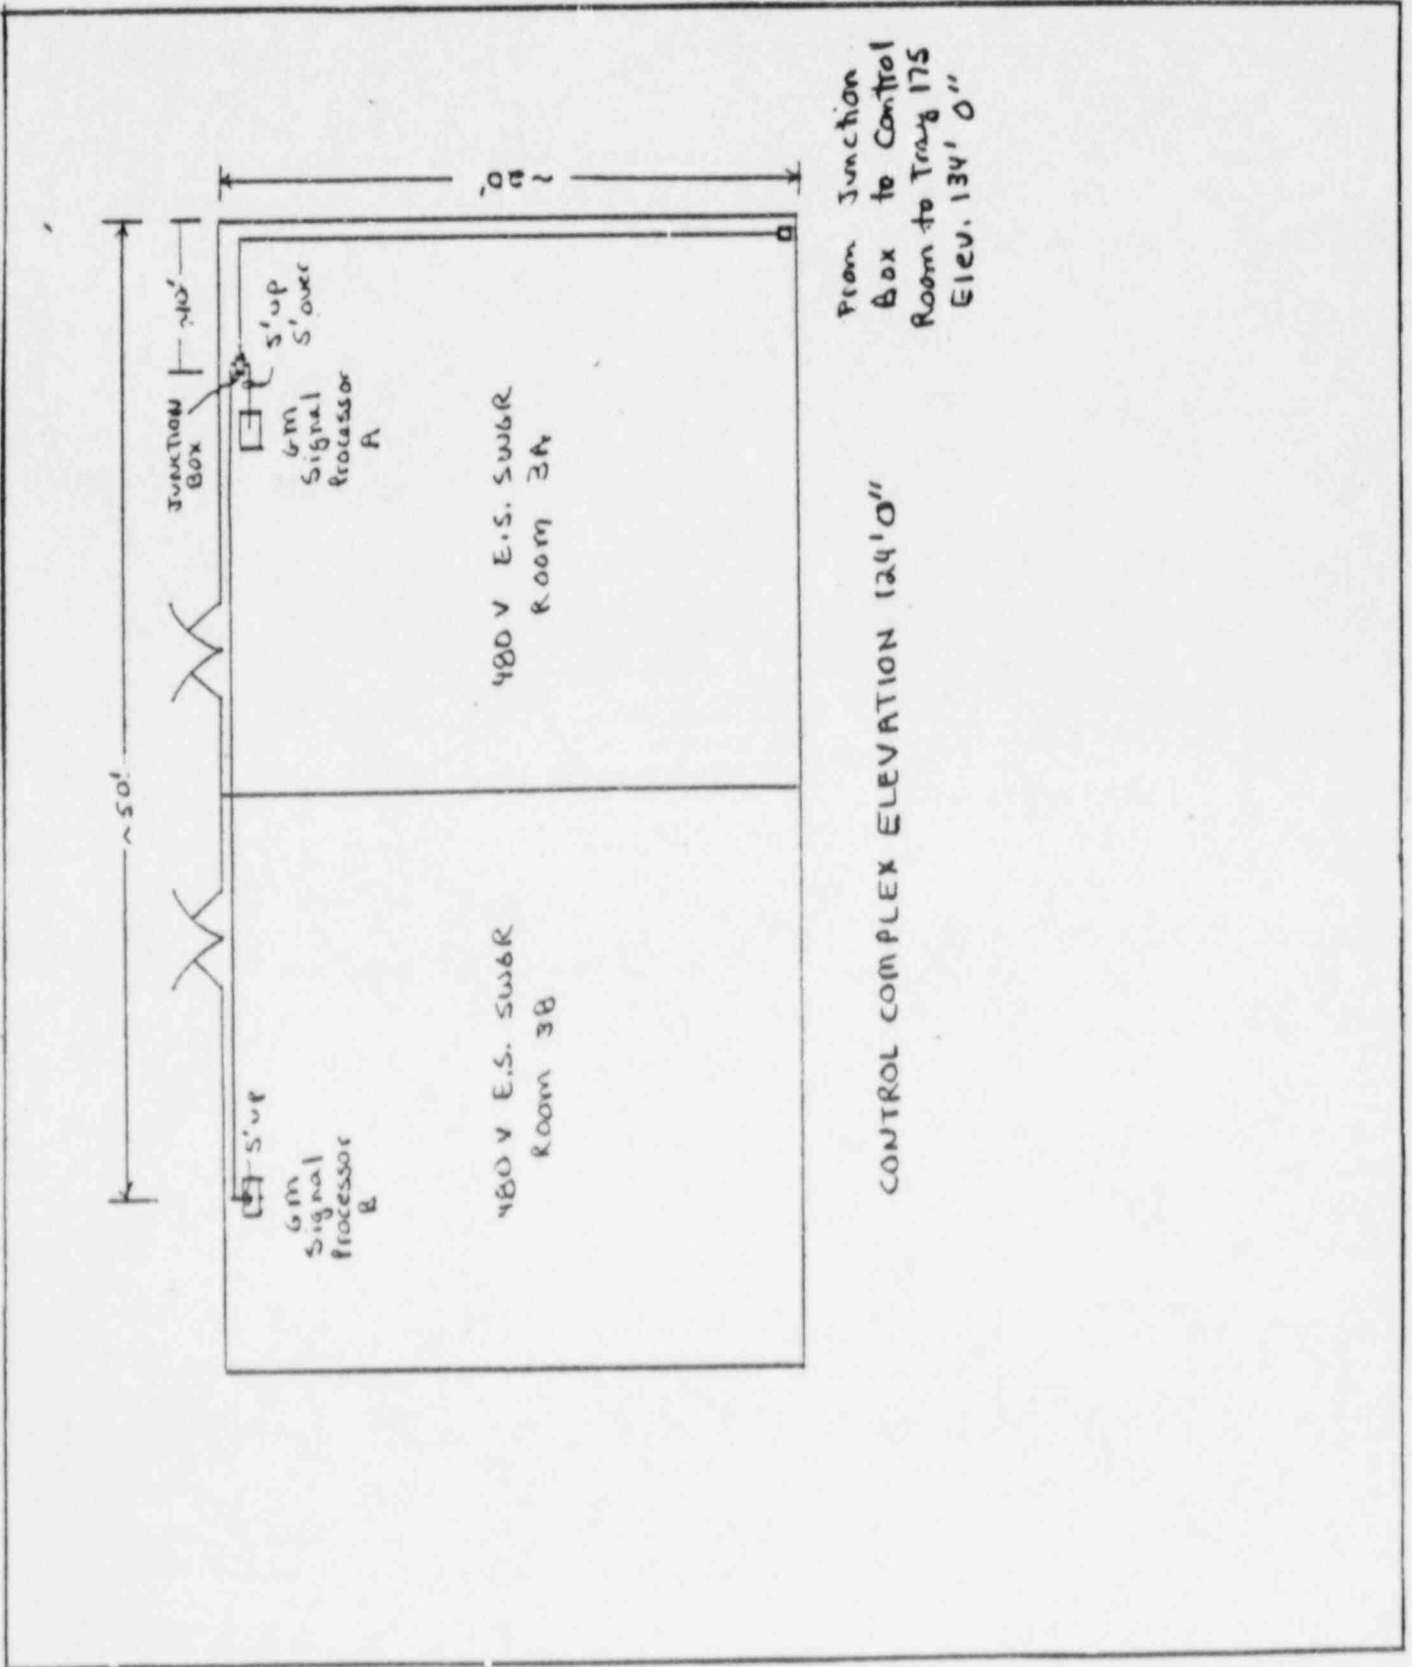 ~50'
JUNCTION
BOX
5' up
GM
Signal
Processor
B
GM
Signal
Processor
A
5' up
5' over
480 V E.S. SWGR
Room 3B
480 V E.S. SWGR
Room 3A
CONTROL COMPLEX ELEVATION 124'0"
From Junction
Box to Control
Room to Tray 175
Elev. 134' 0"